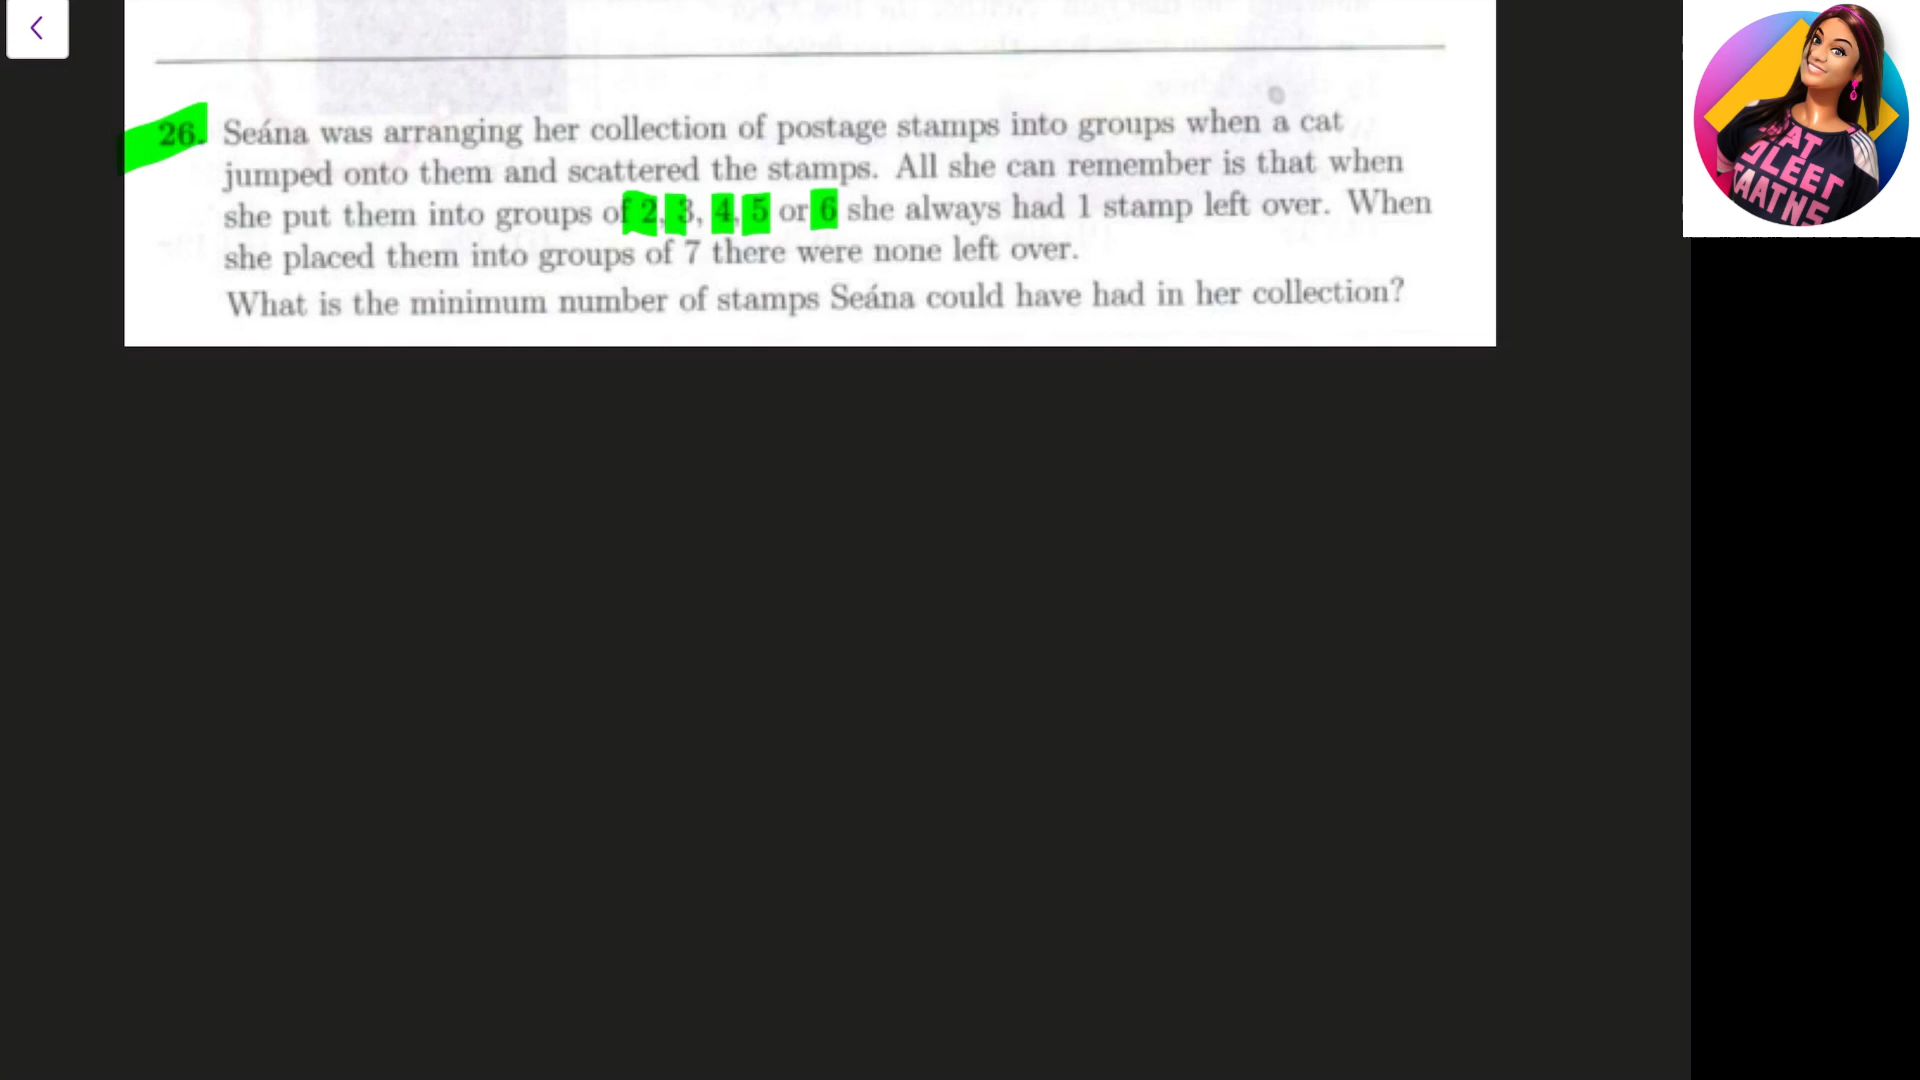 26. Seána was arranging her collection of postage stamps into groups when a cat
jumped onto them and scattered the stamps. All she can remember is that when
she put them into groups of 2, 3, 4, 5 or 6 she always had 1 stamp left over. When
she placed them into groups of 7 there were none left over.
What is the minimum number of stamps Seána could have had in her collection?
EAT
SLEEP
MATHS